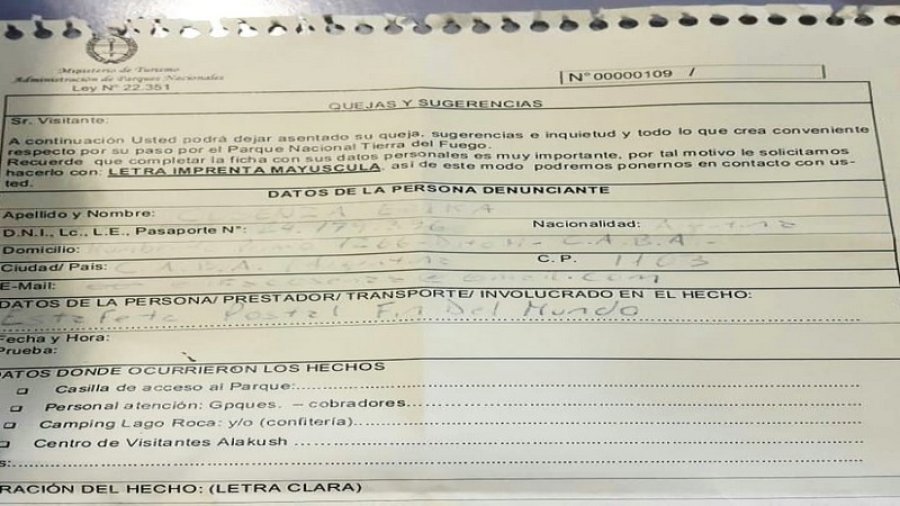 Ministerio de Turismo
Administración de Parques Nacionales
Ley N° 22.351
N° 00000109 /
QUEJAS Y SUGERENCIAS
Sr. Visitante:
A continuación Usted podrá dejar asentado su queja, sugerencias e inquietud y todo lo que crea conveniente
respecto por su paso por el Parque Nacional Tierra del Fuego.
Recuerde que completar la ficha con sus datos personales es muy importante, por tal motivo le solicitamos
hacerlo con: LETRA IMPRENTA MAYUSCULA, asi de este modo podremos ponernos en contacto con us-
ted.
DATOS DE LA PERSONA DENUNCIANTE
Apellido y Nombre:
D.N.I., Lc., L.E., Pasaporte N°: Nacionalidad:
Domicilio: C.A.B.A.
Ciudad/ Pais: C.A.B.A. C. P. 1103
E-Mail:
DATOS DE LA PERSONA/ PRESTADOR/ TRANSPORTE/ INVOLUCRADO EN EL HECHO:
Estafeta Postal Fin Del Mundo
Fecha y Hora:
Prueba:
DATOS DONDE OCURRIERON LOS HECHOS
Casilla de acceso al Parque:
Personal atención: Gpques. – cobradores
Camping Lago Roca: y/o (confitería)
Centro de Visitantes Alakush
s:
RACIÓN DEL HECHO: (LETRA CLARA)